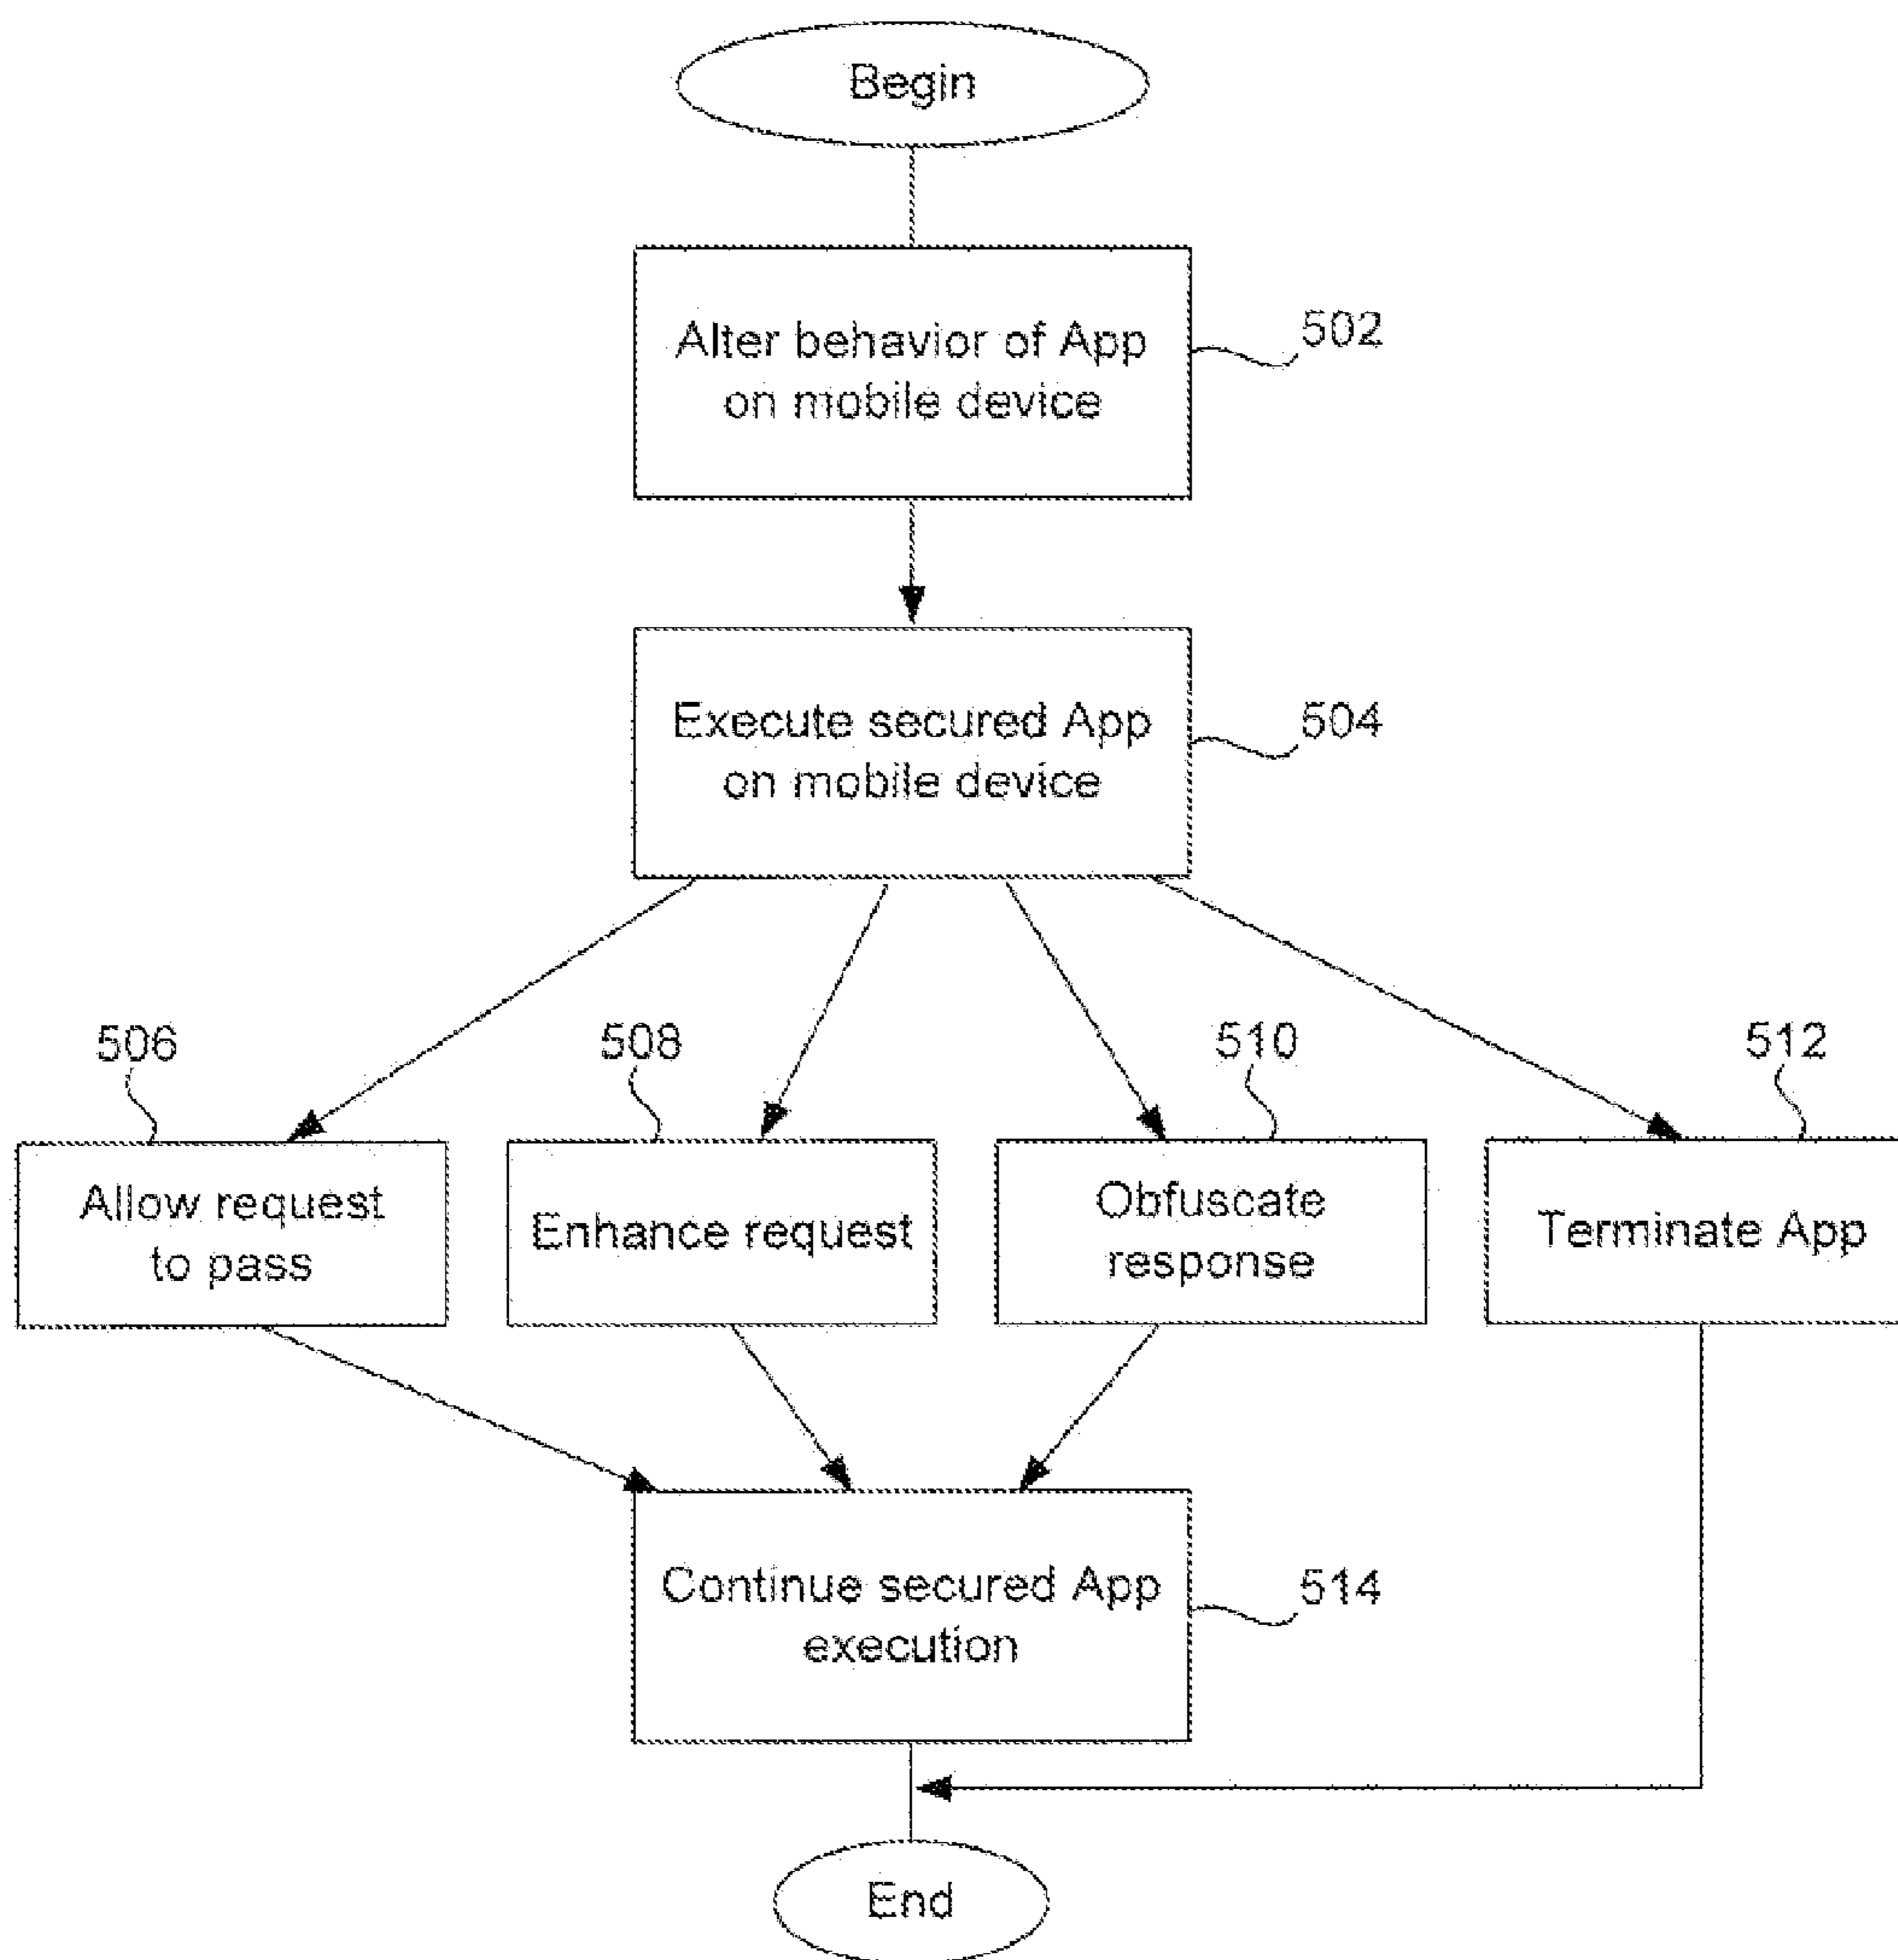 Begin
Alter behavior of App
on mobile device
502
Execute secured App
on mobile device
504
506
508
510
512
Allow request
to pass
Enhance request
Obfuscate
response
Terminate App
Continue secured App
execution
514
End